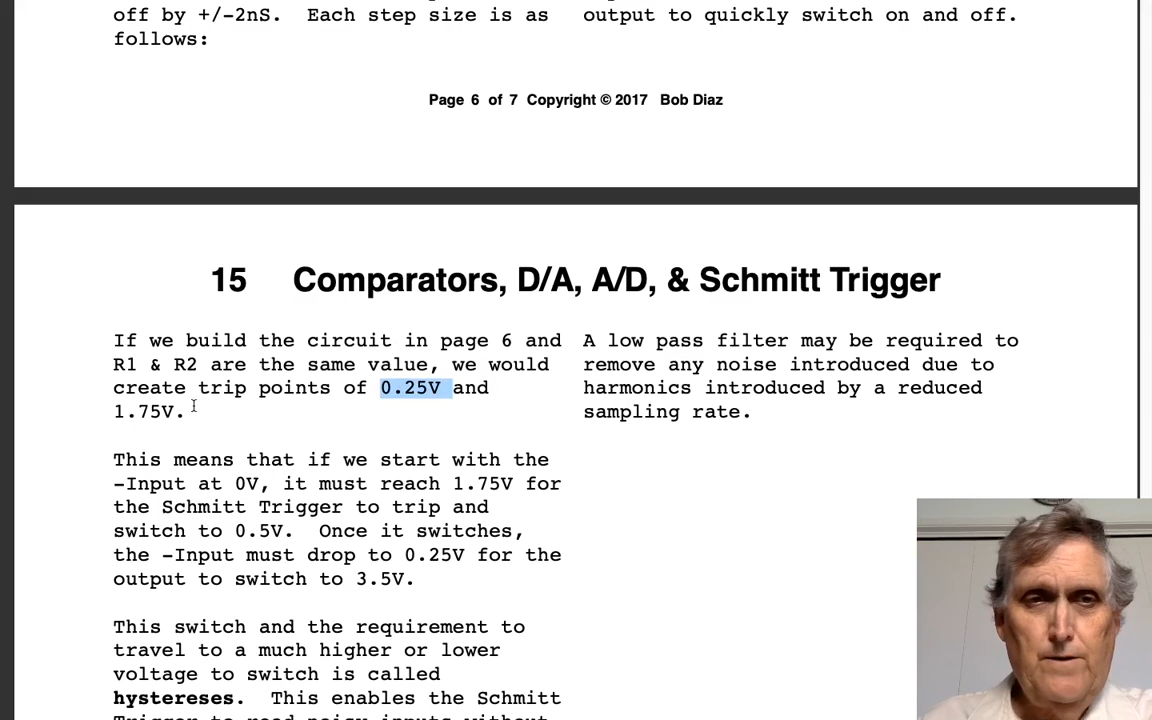 off by +/-2nS.  Each step size is as
follows:
output to quickly switch on and off.
Page 6 of 7 Copyright © 2017 Bob Diaz
15 Comparators, D/A, A/D, & Schmitt Trigger
If we build the circuit in page 6 and
R1 & R2 are the same value, we would
create trip points of 0.25V and
1.75V.
This means that if we start with the
-Input at 0V, it must reach 1.75V for
the Schmitt Trigger to trip and
switch to 0.5V.  Once it switches,
the -Input must drop to 0.25V for the
output to switch to 3.5V.
This switch and the requirement to
travel to a much higher or lower
voltage to switch is called
hystereses.  This enables the Schmitt
Trigger to read noisy inputs without
A low pass filter may be required to
remove any noise introduced due to
harmonics introduced by a reduced
sampling rate.